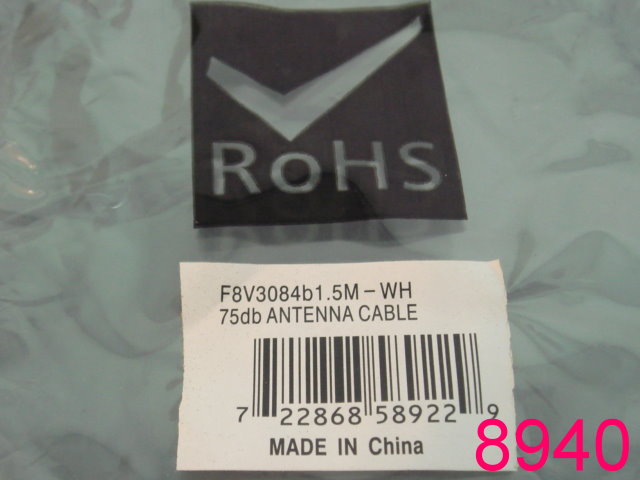 RoHS
F8V3084b1.5M-WH
75db ANTENNA CABLE
7 22868 58922 9
MADE IN China
8940